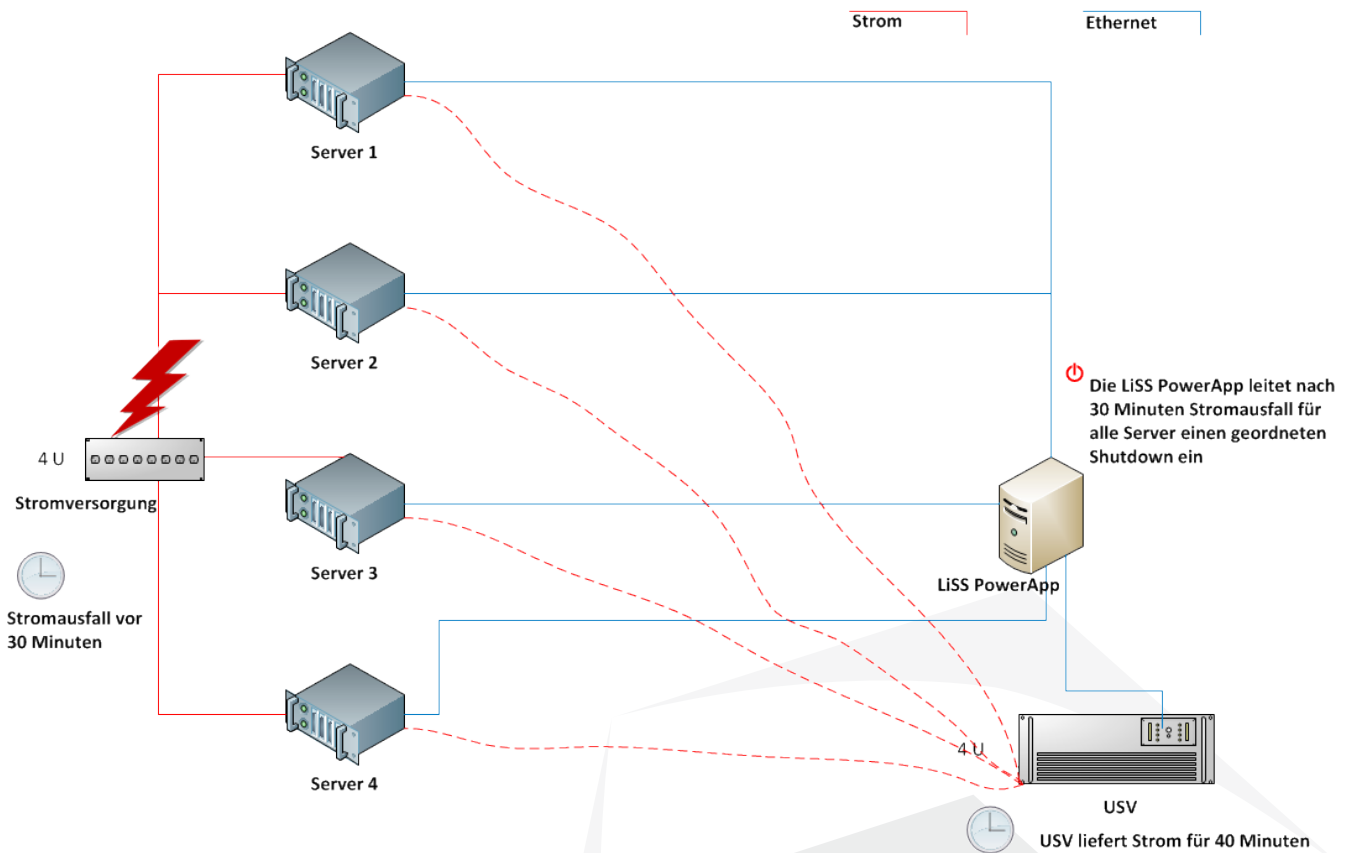 Strom
Ethernet
Server 1
Server 2
Die LiSS PowerApp leitet nach
30 Minuten Stromausfall für
alle Server einen geordneten
Shutdown ein
4 U
Stromversorgung
Server 3
LiSS PowerApp
Stromausfall vor
30 Minuten
Server 4
4 U
USV
USV liefert Strom für 40 Minuten